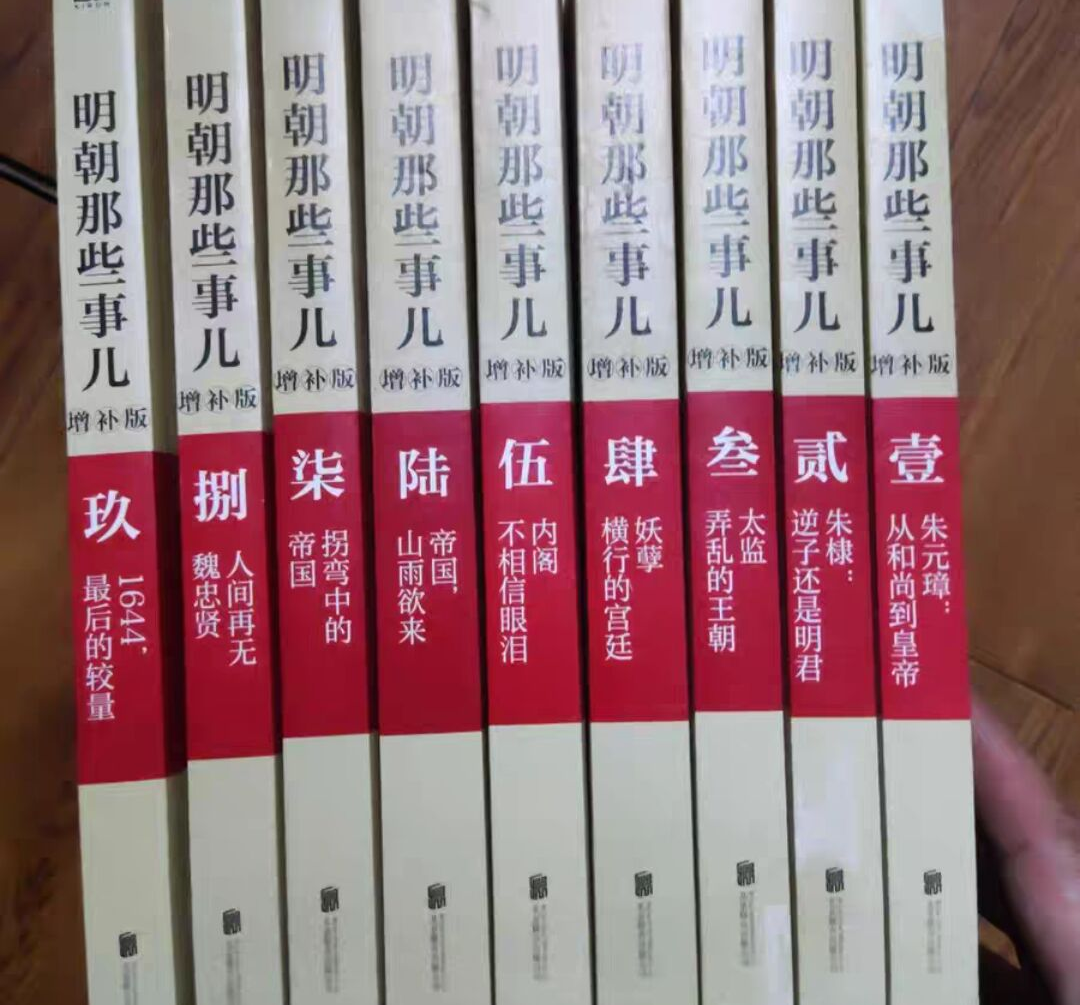 明朝那些事儿
增补版
玖
1644,
最后的较量
明朝那些事儿
增补版
捌
人间再无
魏忠贤
明朝那些事儿
增补版
柒
拐弯中的
帝国
明朝那些事儿
增补版
陆
帝国,
山雨欲来
明朝那些事儿
增补版
伍
内阁
不相信眼泪
明朝那些事儿
增补版
肆
妖孽
横行的宫廷
明朝那些事儿
增补版
叁
太监
弄乱的王朝
明朝那些事儿
增补版
贰
朱棣:
逆子还是明君
明朝那些事儿
增补版
壹
朱元璋:
从和尚到皇帝